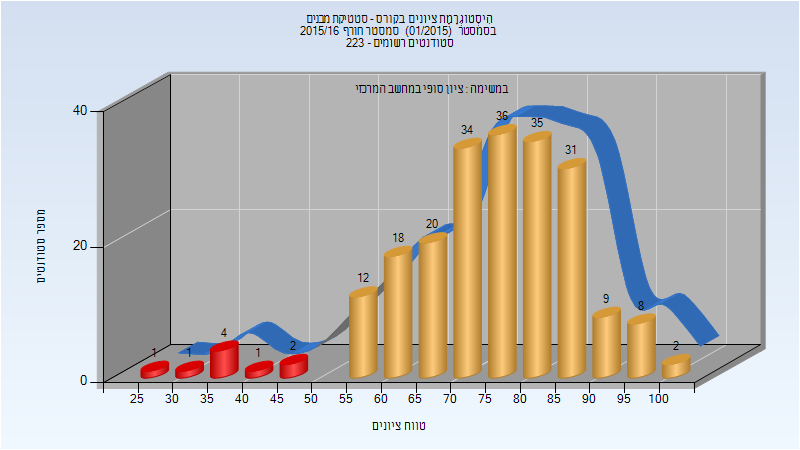 היסטוגרמת ציונים בקורס - סטטיקת מבנים
בסמסטר (01/2015) סמסטר חורף 2015/16
סטודנטים רשומים - 223
במשימה : ציון סופי במחשב המרכזי
מספר סטודנטים
40
20
0
1
1
4
1
2
12
18
20
34
36
35
31
9
8
2
25 30 35 40 45 50 55 60 65 70 75 80 85 90 95 100
טווח ציונים